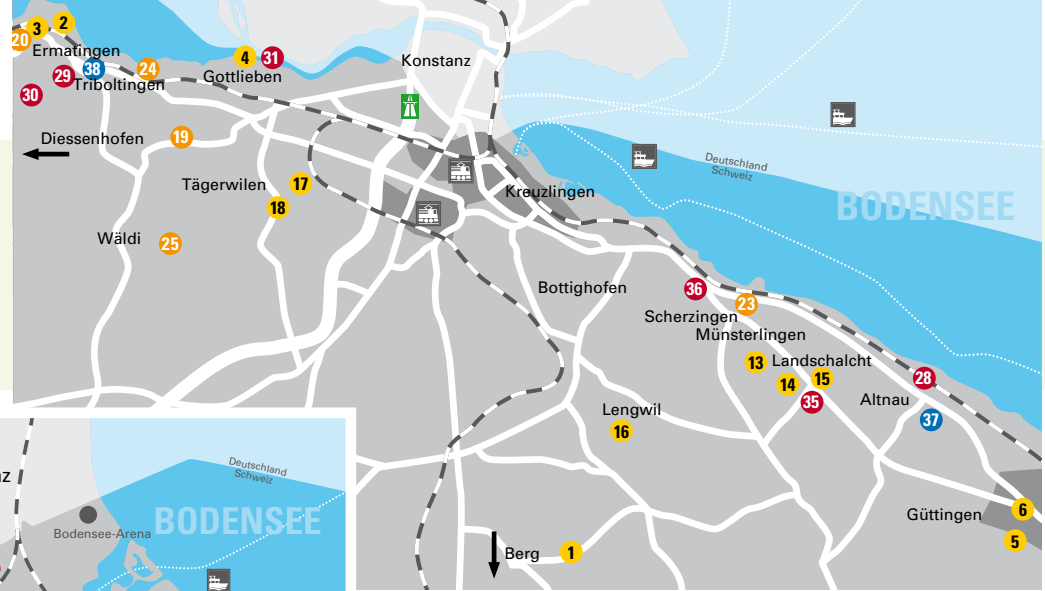 3
2
20
Ermatingen
4
31
Konstanz
29
38
24
Gottlieben
Triboltingen
30
Diessenhofen
19
Deutschland
Schweiz
Tägerwilen
17
Kreuzlingen
BODENSEE
18
Wäldi
25
Bottighofen
36
23
Scherzingen
Münsterlingen
13
Landschalcht
14
15
28
35
Altnau
37
Lengwil
16
Deutschland
Schweiz
BODENSEE
Bodensee-Arena
Güttingen
6
5
Berg
1